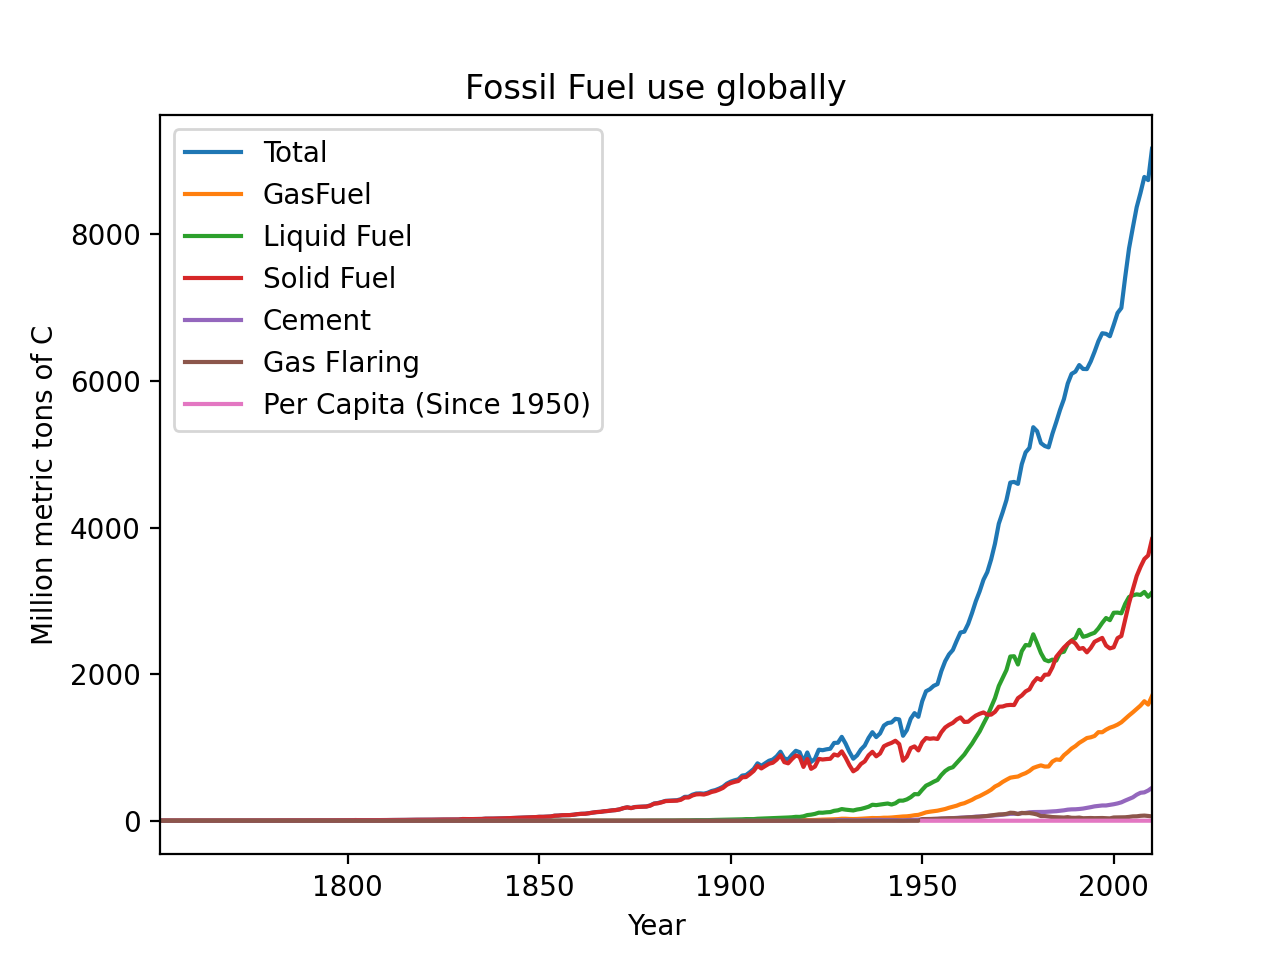 Fossil Fuel use globally
Total
GasFuel
Liquid Fuel
Solid Fuel
Cement
Gas Flaring
Per Capita (Since 1950)
Million metric tons of C
8000
6000
4000
2000
0
1800 1850 1900 1950 2000
Year